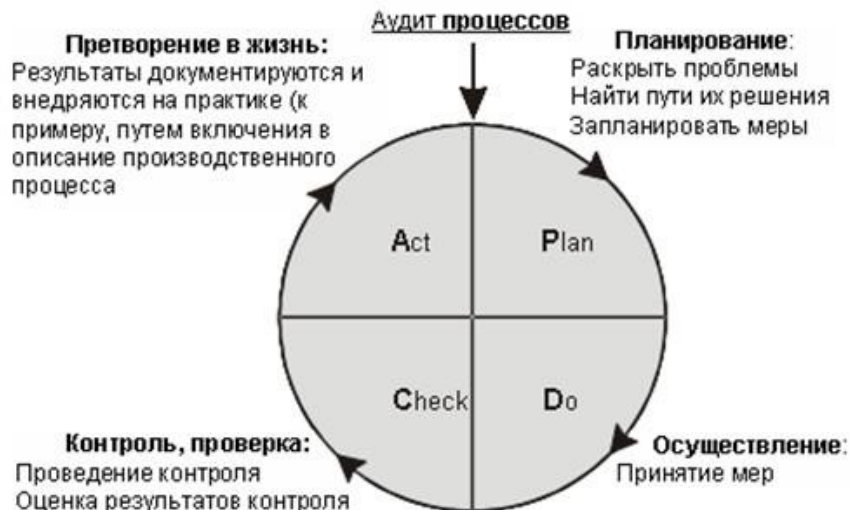 Аудит процессов
Претворение в жизнь:
Результаты документируются и
внедряются на практике (к
примеру, путем включения в
описание производственного
процесса
Планирование:
Раскрыть проблемы
Найти пути их решения
Запланировать меры
Act
Plan
Check
Do
Контроль, проверка:
Проведение контроля
Оценка результатов контроля
Осуществление:
Принятие мер